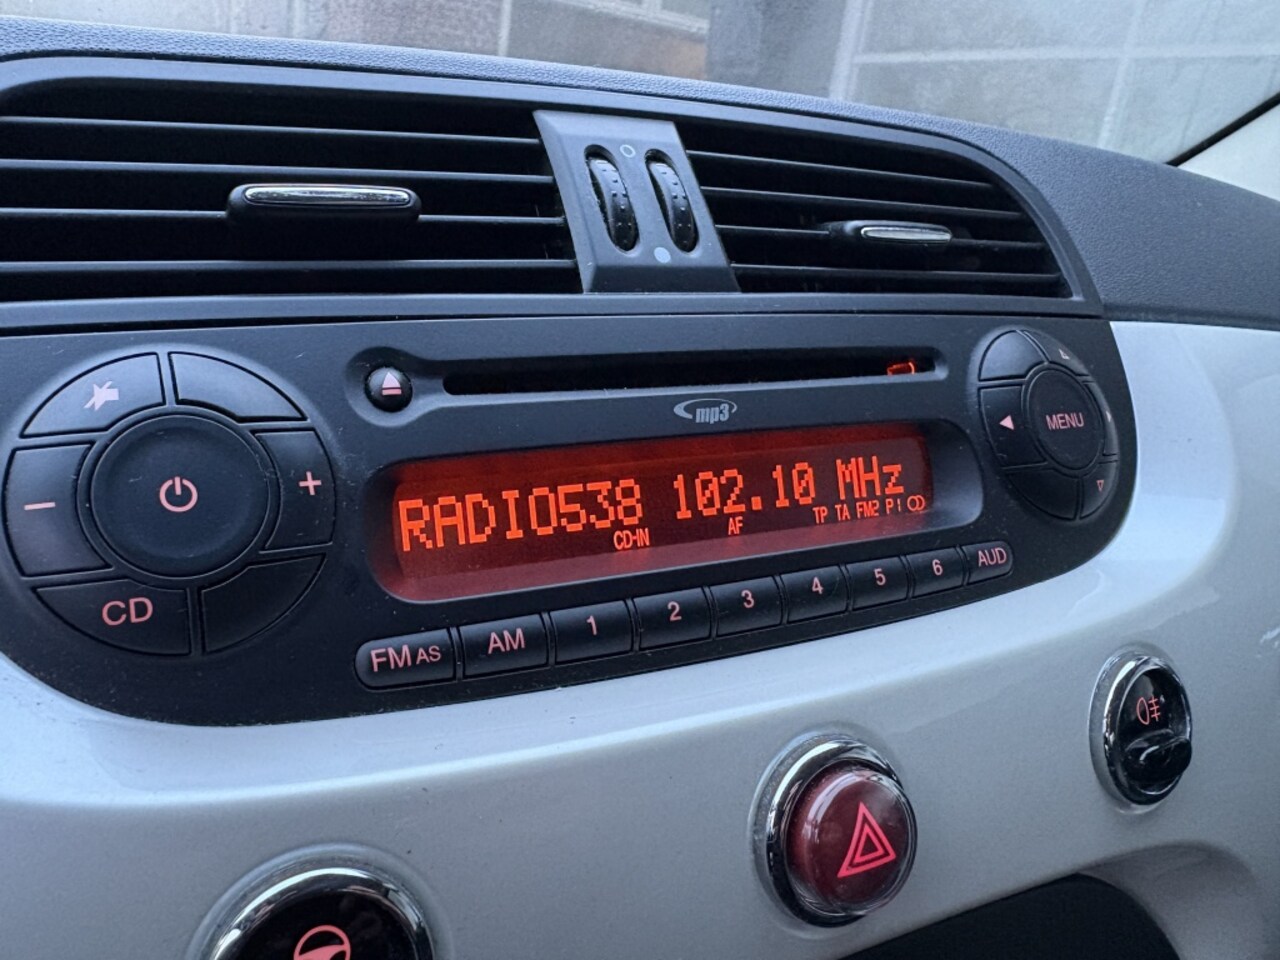 mp3
MENU
RADIO538 102.10 MHz
CD-IN AF TP TA FM2 P1
CD
FM AS AM 1 2 3 4 5 6 AUD